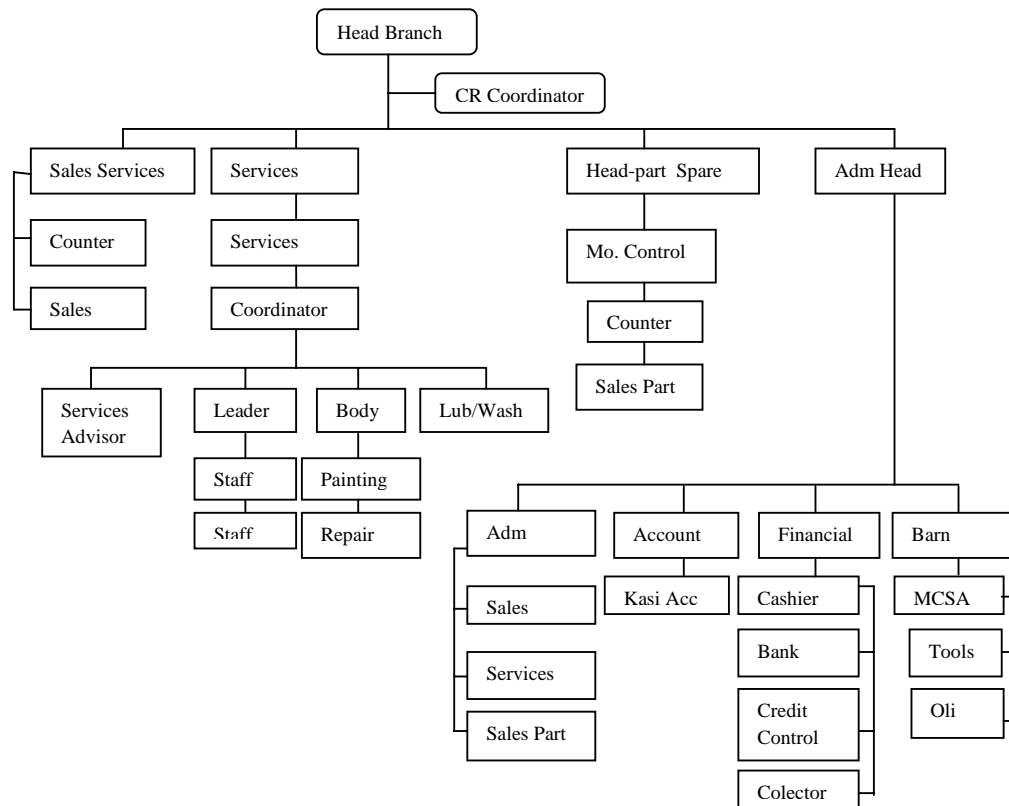 Head Branch
CR Coordinator
Sales Services
Services
Head-part Spare
Adm Head
Counter
Services
Mo. Control
Sales
Coordinator
Counter
Sales Part
Services
Advisor
Leader
Body
Lub/Wash
Staff
Painting
Staff
Repair
Adm
Account
Financial
Barn
Sales
Kasi Acc
Cashier
MCSA
Services
Bank
Tools
Sales Part
Credit
Control
Oli
Colector